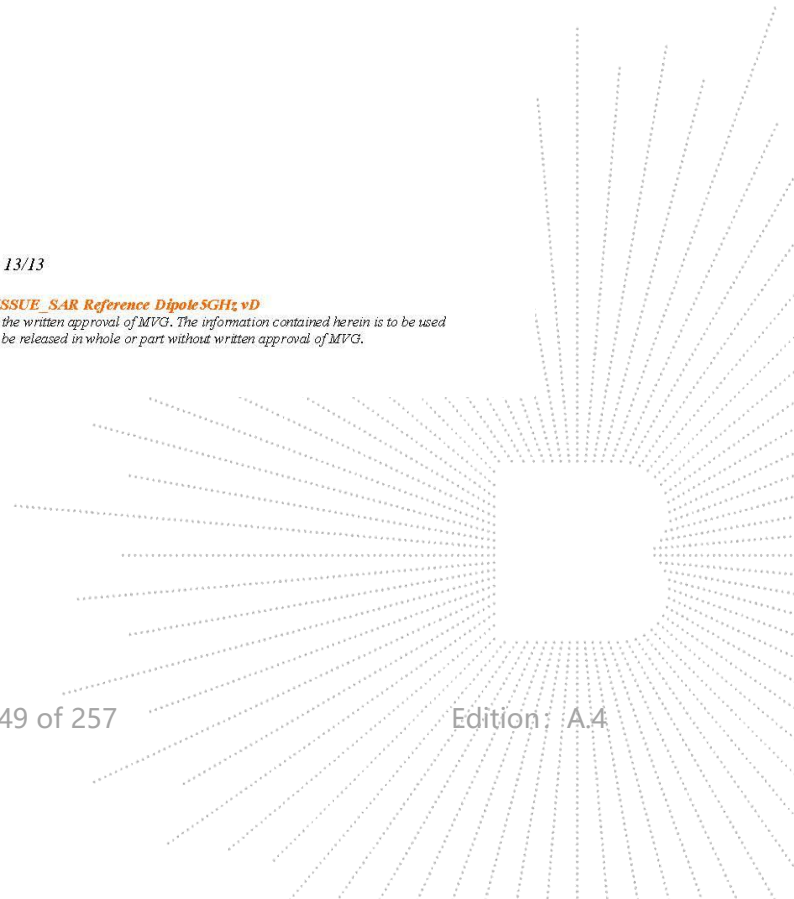 13/13
SSUE_SAR Reference Dipole5GHz vD
the written approval of MVG. The information contained herein is to be used
be released in whole or part without written approval of MVG.
49 of 257 Edition: A.4